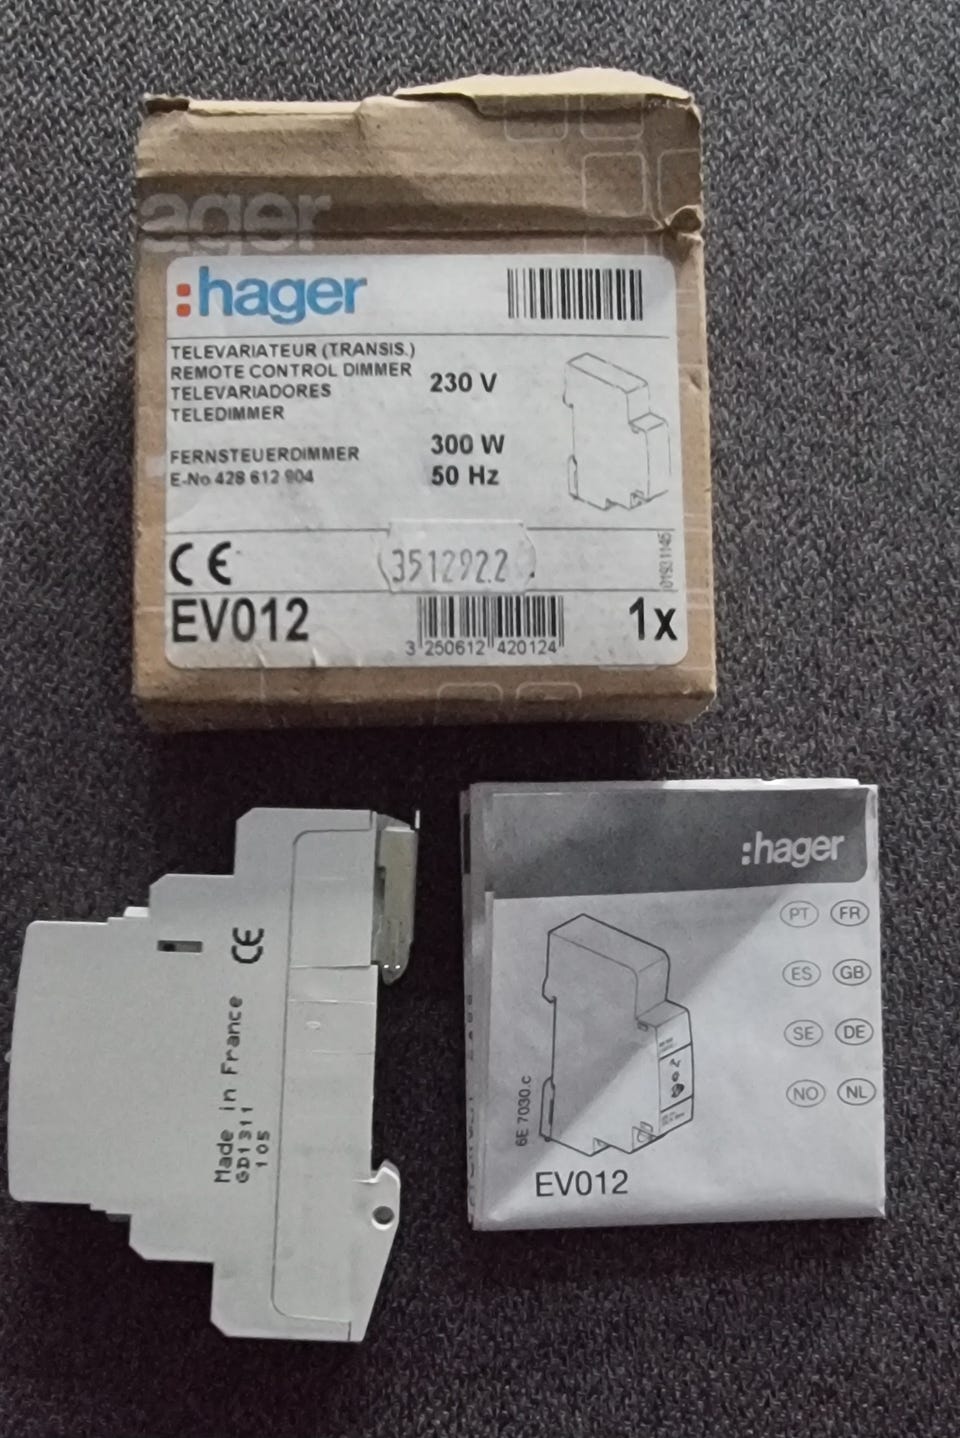 ager
:hager
TELEVARIATEUR (TRANSIS.)
REMOTE CONTROL DIMMER
TELEVARIADORES
TELEDIMMER
230 V
FERNSTEUERDIMMER
E-No 428 612 904
300 W
50 Hz
01931145
CE
3512922
EV012
3 250612 420124
1x
Made in France
GD1311
105
CE
:hager
PT FR
ES GB
SE DE
NO NL
6E 7030.c
EV012